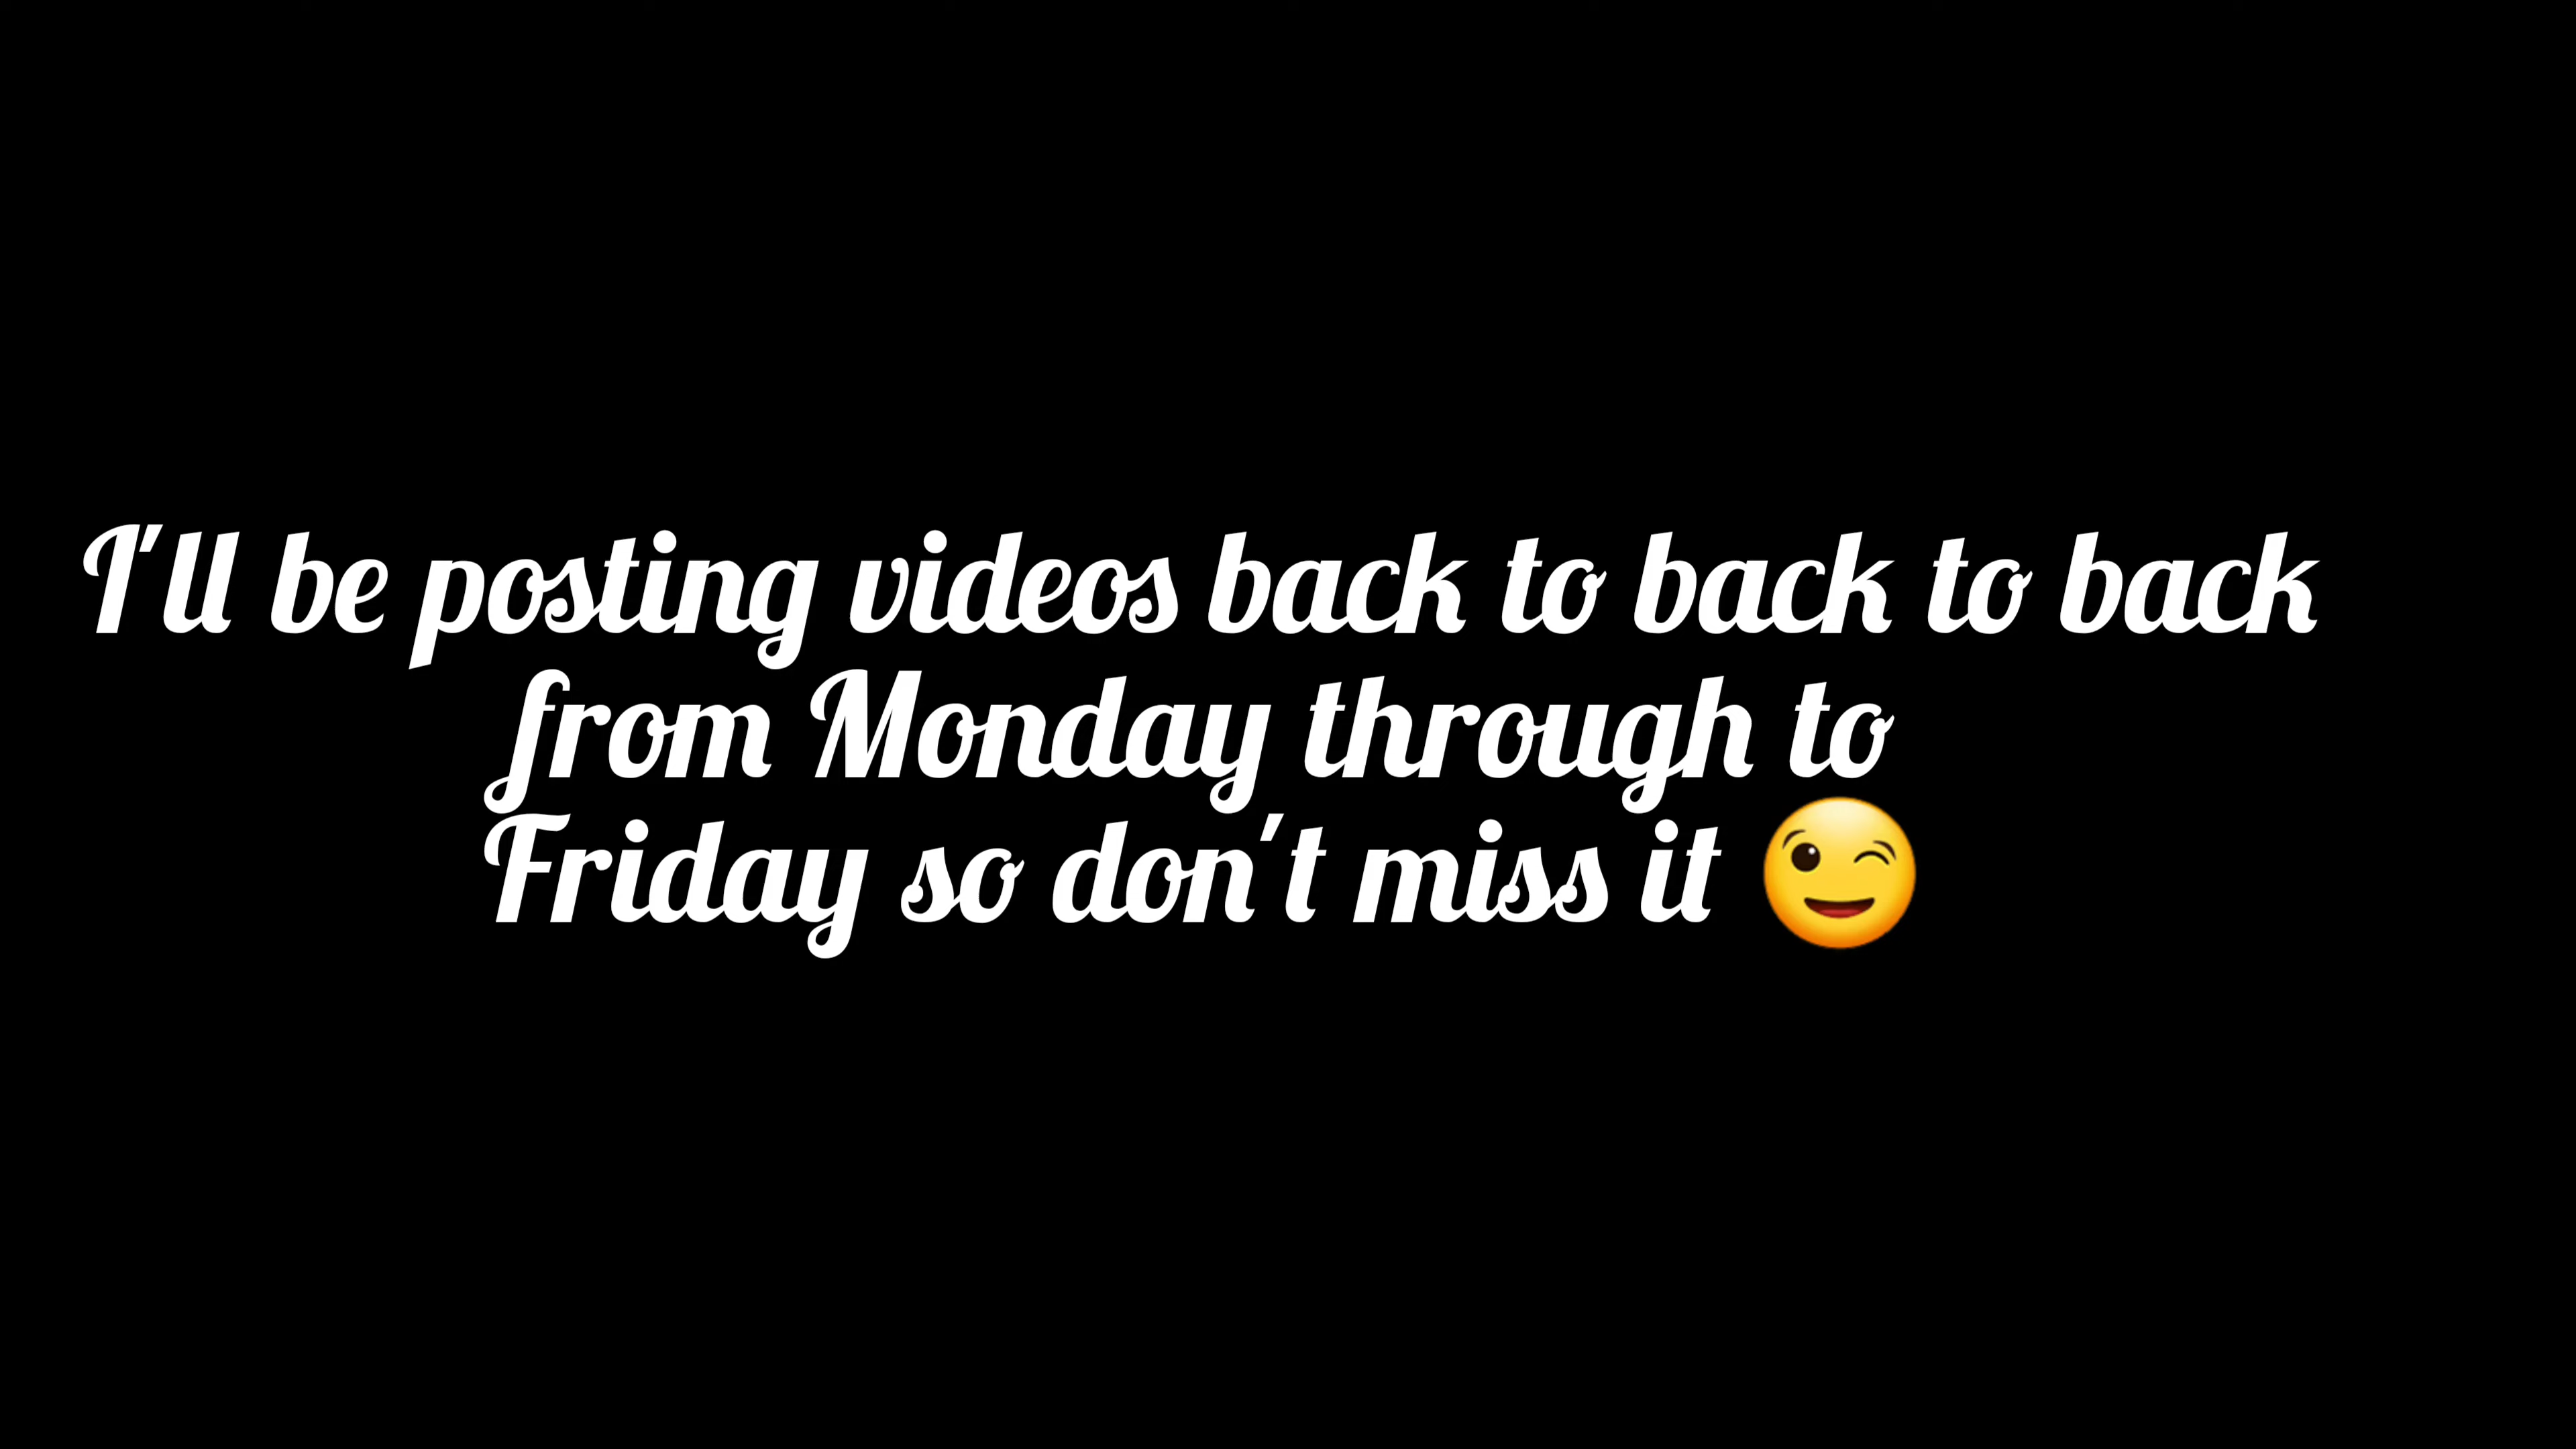 I'll be posting videos back to back to back
from Monday through to
Friday so don't miss it 😉